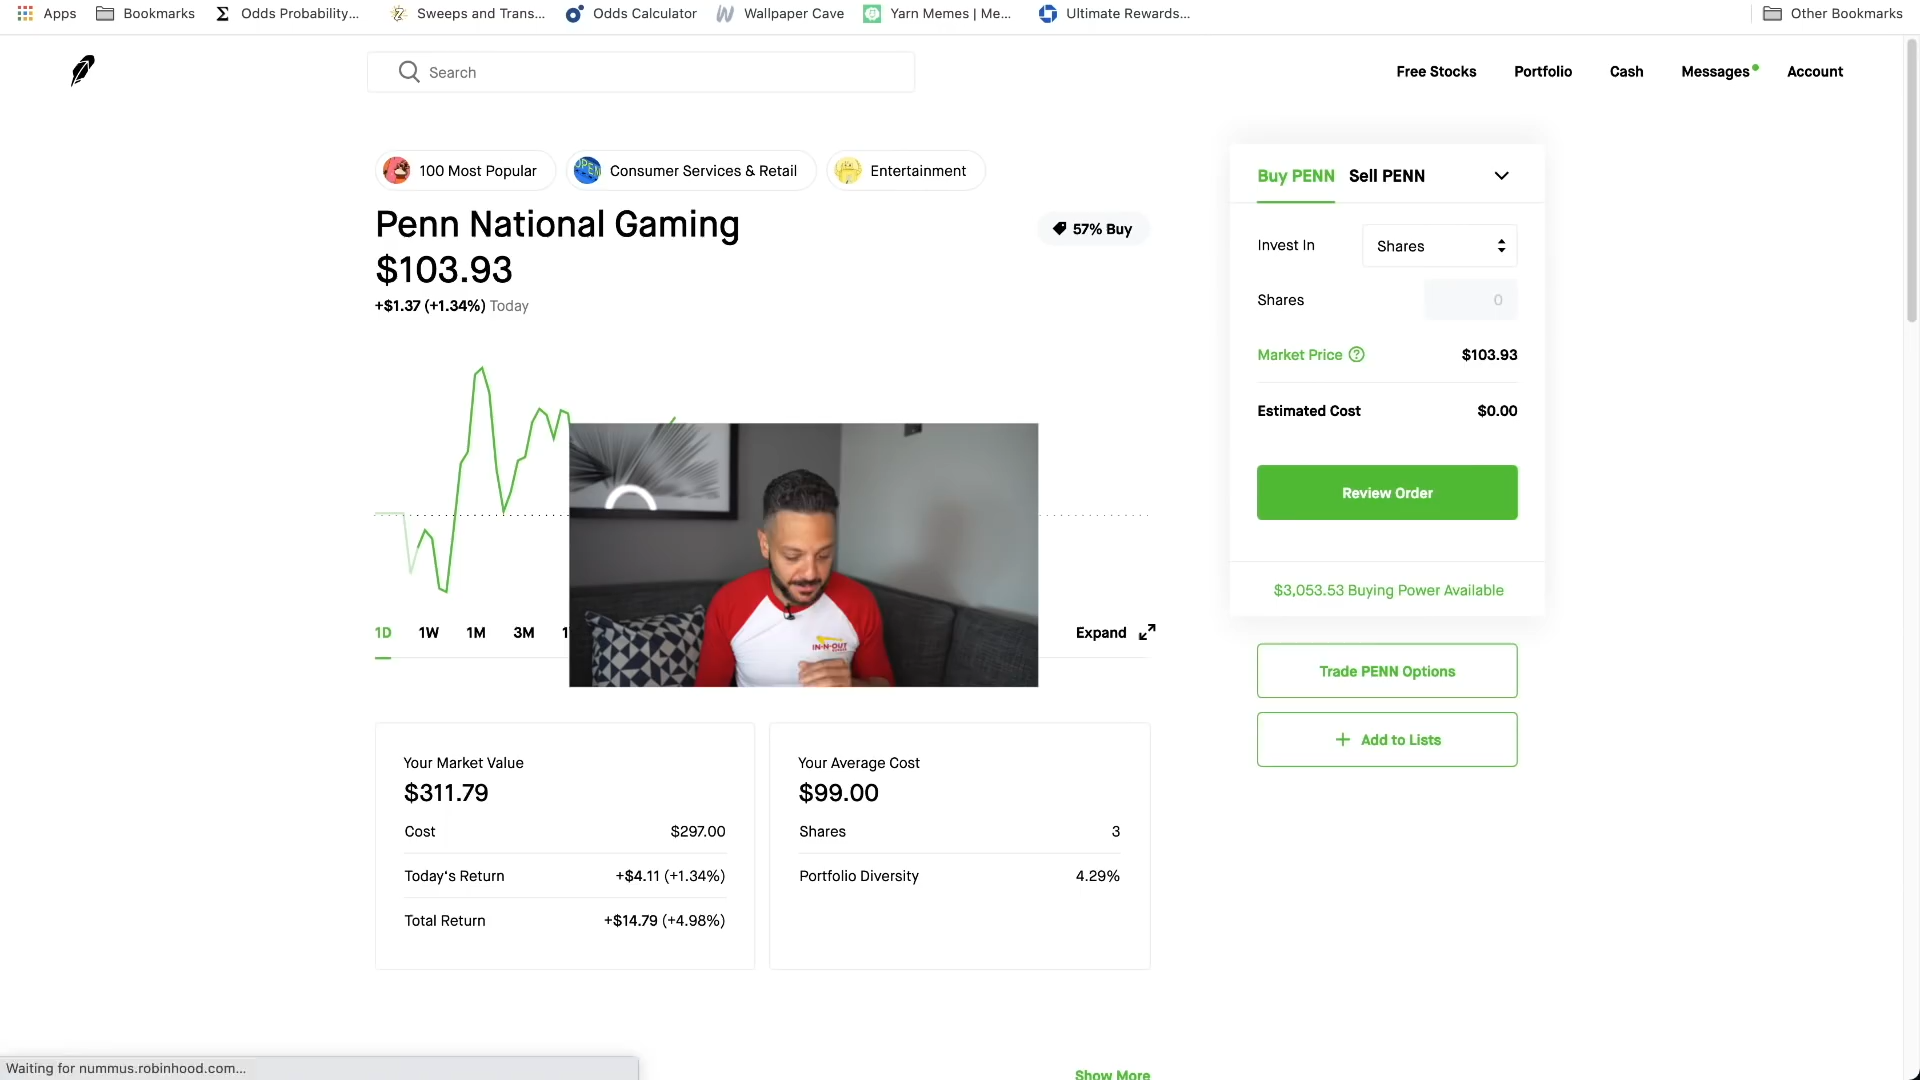 Apps Bookmarks Odds Probability... Sweeps and Trans... Odds Calculator Wallpaper Cave Yarn Memes | Me... Ultimate Rewards... Other Bookmarks
Search
Free Stocks Portfolio Cash Messages Account
100 Most Popular Consumer Services & Retail Entertainment
Penn National Gaming
57% Buy
$103.93
+$1.37 (+1.34%) Today
1D 1W 1M 3M
Expand
Buy PENN Sell PENN
Invest In Shares
Shares 0
Market Price ? $103.93
Estimated Cost $0.00
Review Order
$3,053.53 Buying Power Available
Trade PENN Options
+ Add to Lists
IN-N-OUT
Your Market Value
$311.79
Cost $297.00
Today's Return +$4.11 (+1.34%)
Total Return +$14.79 (+4.98%)
Your Average Cost
$99.00
Shares 3
Portfolio Diversity 4.29%
Show More
Waiting for nummus.robinhood.com...